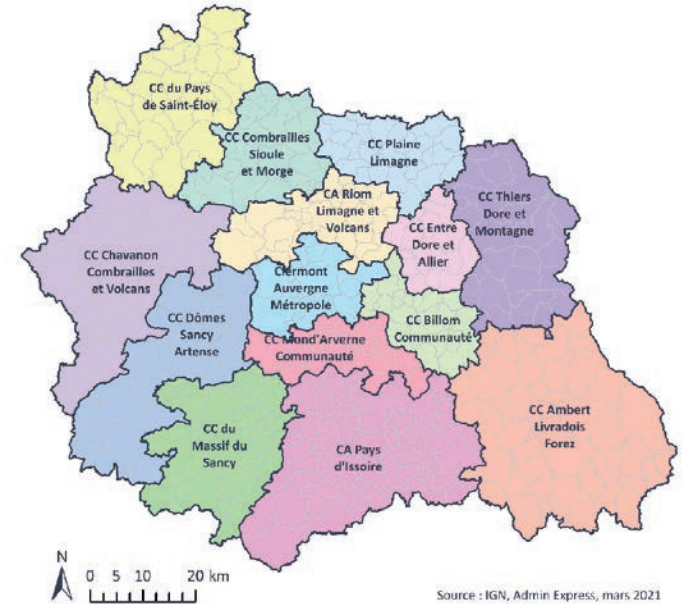 CC du Pays
de Saint-Éloy
CC Combrailles
Sioule
et Morge
CC Plaine
Limagne
CA Riom
Limagne et
Volcans
CC Thiers
Dore et
Montagne
CC Entre
Dore et
Allier
CC Chavanon
Combrailles
et Volcans
Clermont
Auvergne
Métropole
CC Dômes
Sancy
Artense
CC Billom
Communauté
CC Mond'Arverne
Communauté
CC du
Massif du
Sancy
CA Pays
d'Issoire
CC Ambert
Livradois
Forez
N
0 5 10 20 km
Source : IGN, Admin Express, mars 2021